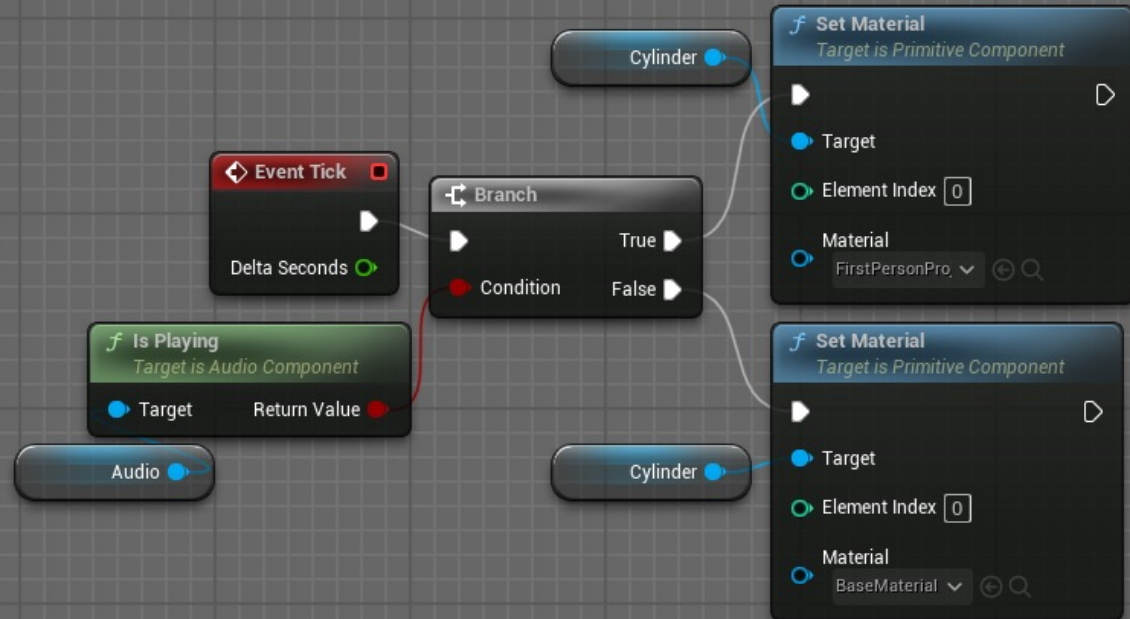 Set Material
Target is Primitive Component
Cylinder
Target
Element Index 0
Material
FirstPersonPro
Event Tick
Delta Seconds
Branch
True
Condition
False
Is Playing
Target is Audio Component
Target
Return Value
Audio
Set Material
Target is Primitive Component
Cylinder
Target
Element Index 0
Material
BaseMaterial